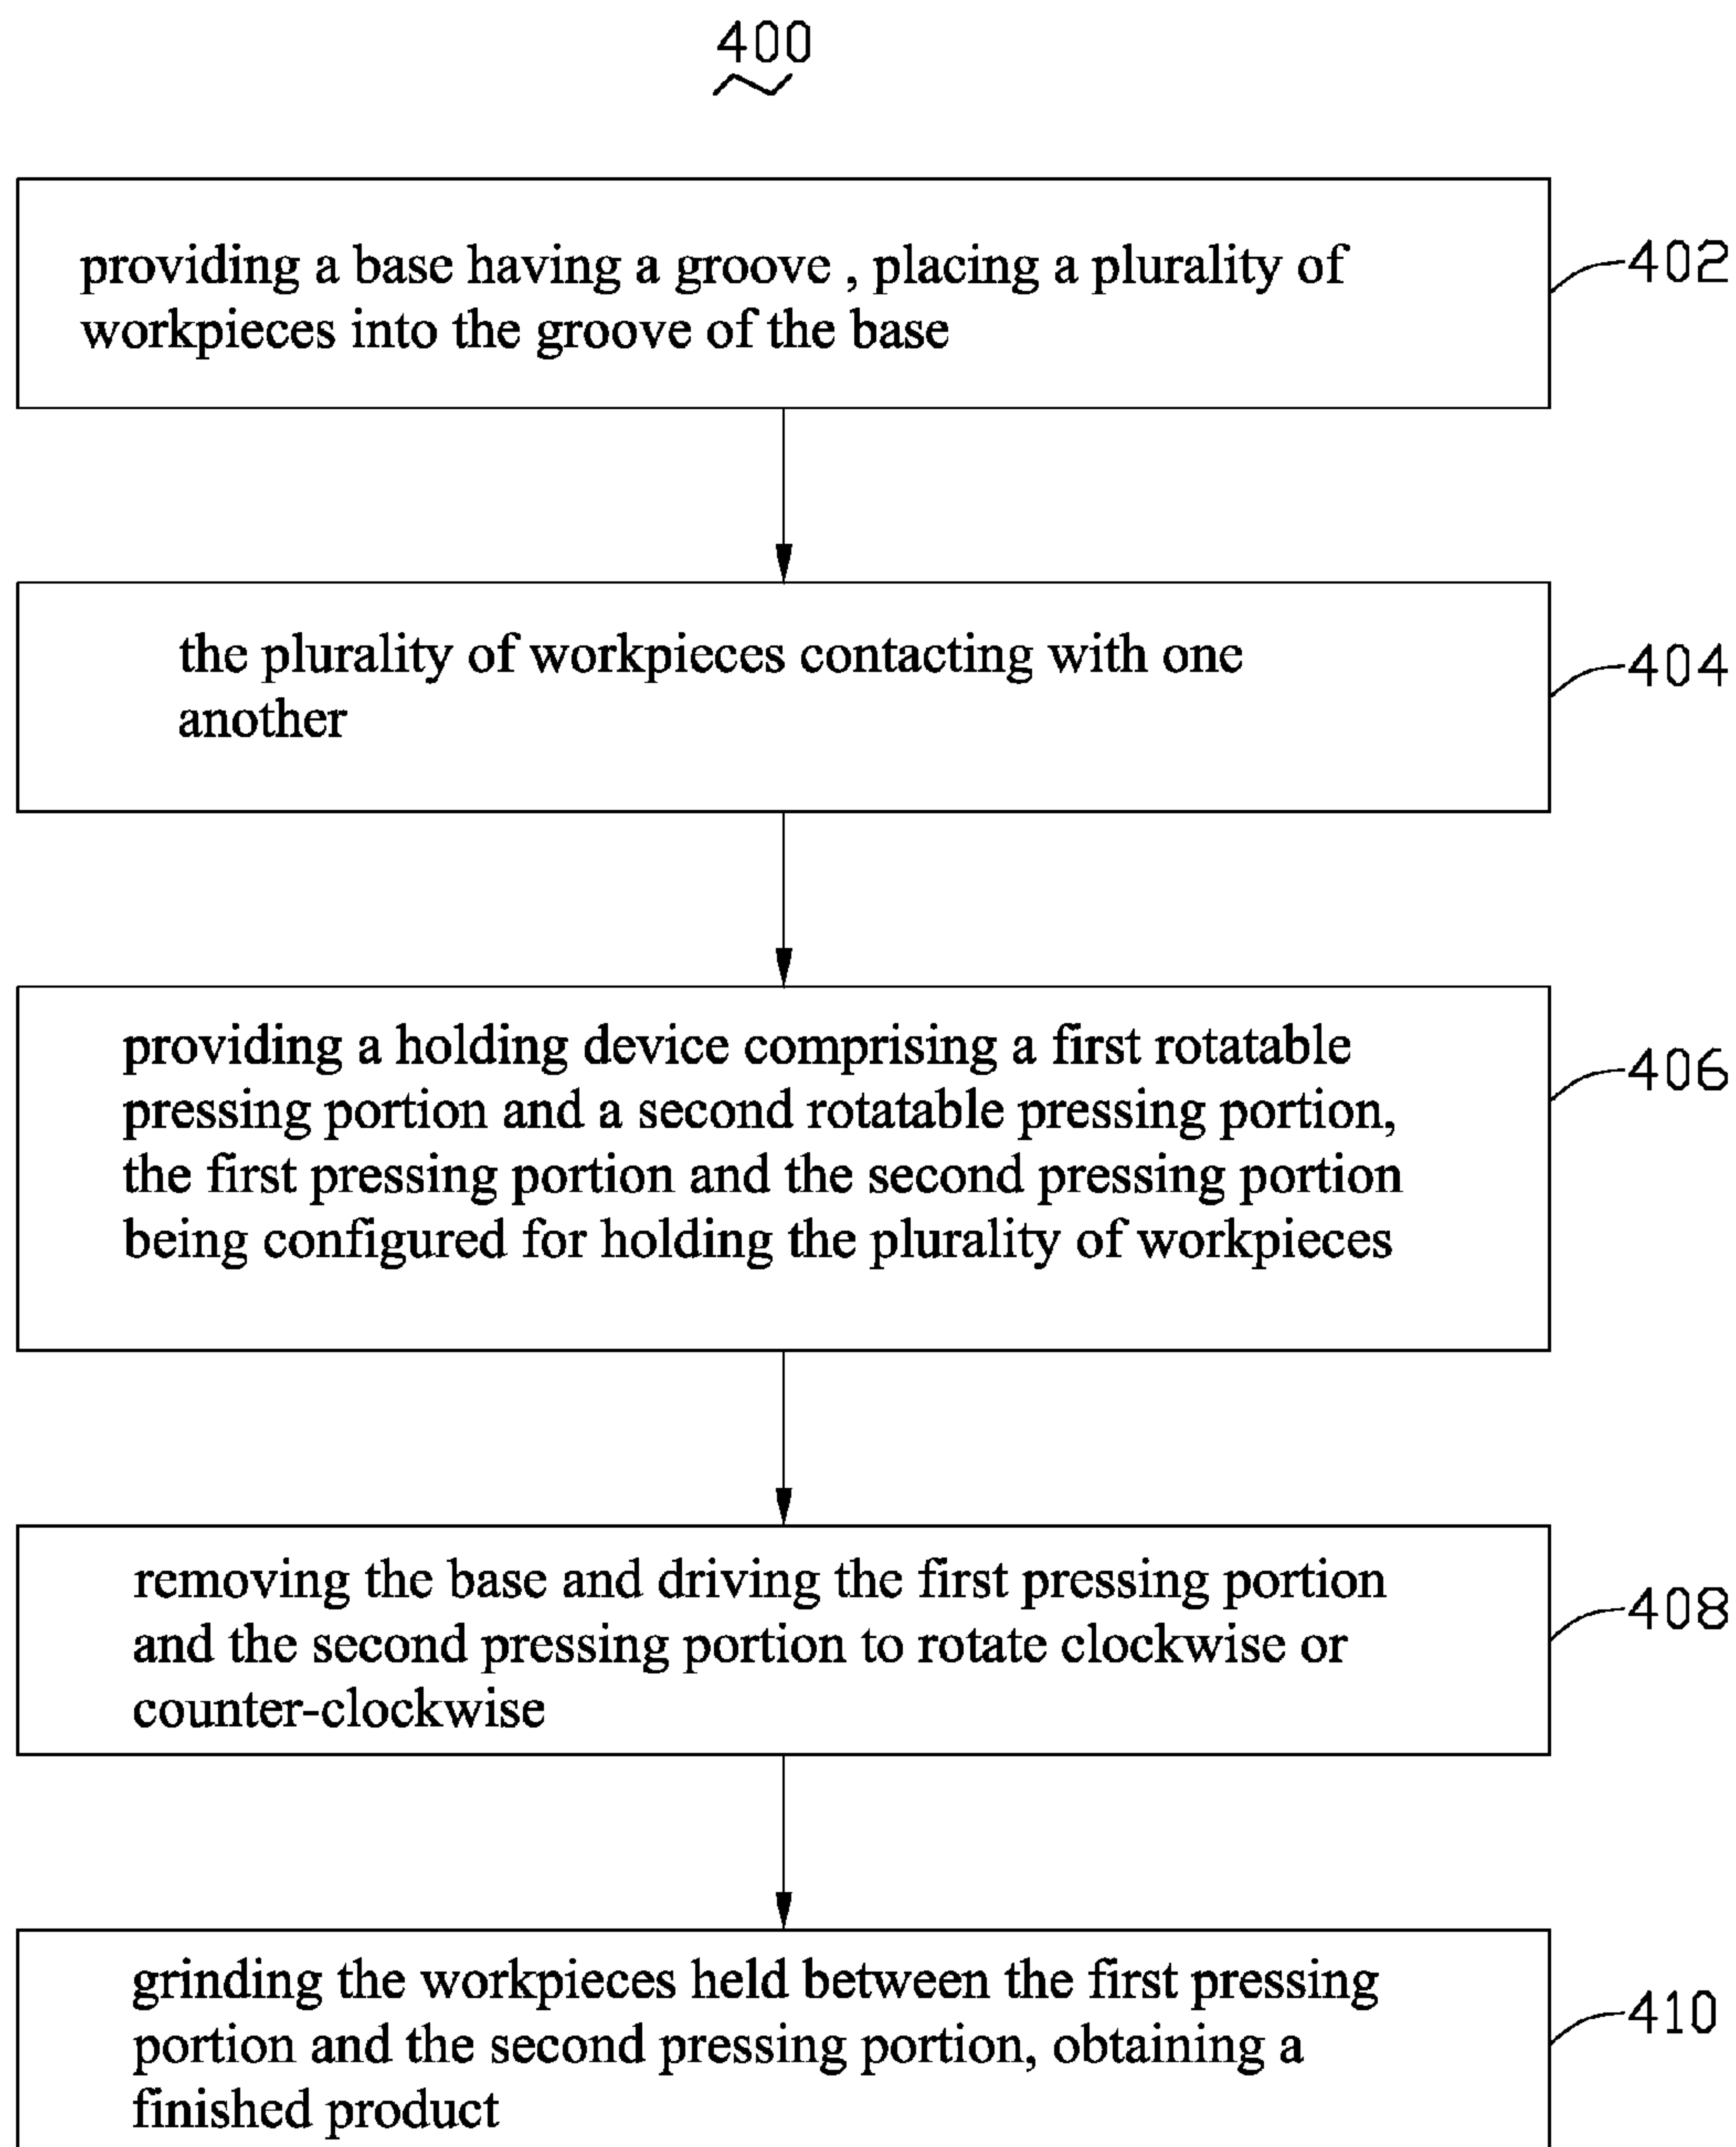 400
providing a base having a groove , placing a plurality of
workpieces into the groove of the base
402
the plurality of workpieces contacting with one
another
404
providing a holding device comprising a first rotatable
pressing portion and a second rotatable pressing portion,
the first pressing portion and the second pressing portion
being configured for holding the plurality of workpieces
406
removing the base and driving the first pressing portion
and the second pressing portion to rotate clockwise or
counter-clockwise
408
grinding the workpieces held between the first pressing
portion and the second pressing portion, obtaining a
finished product
410